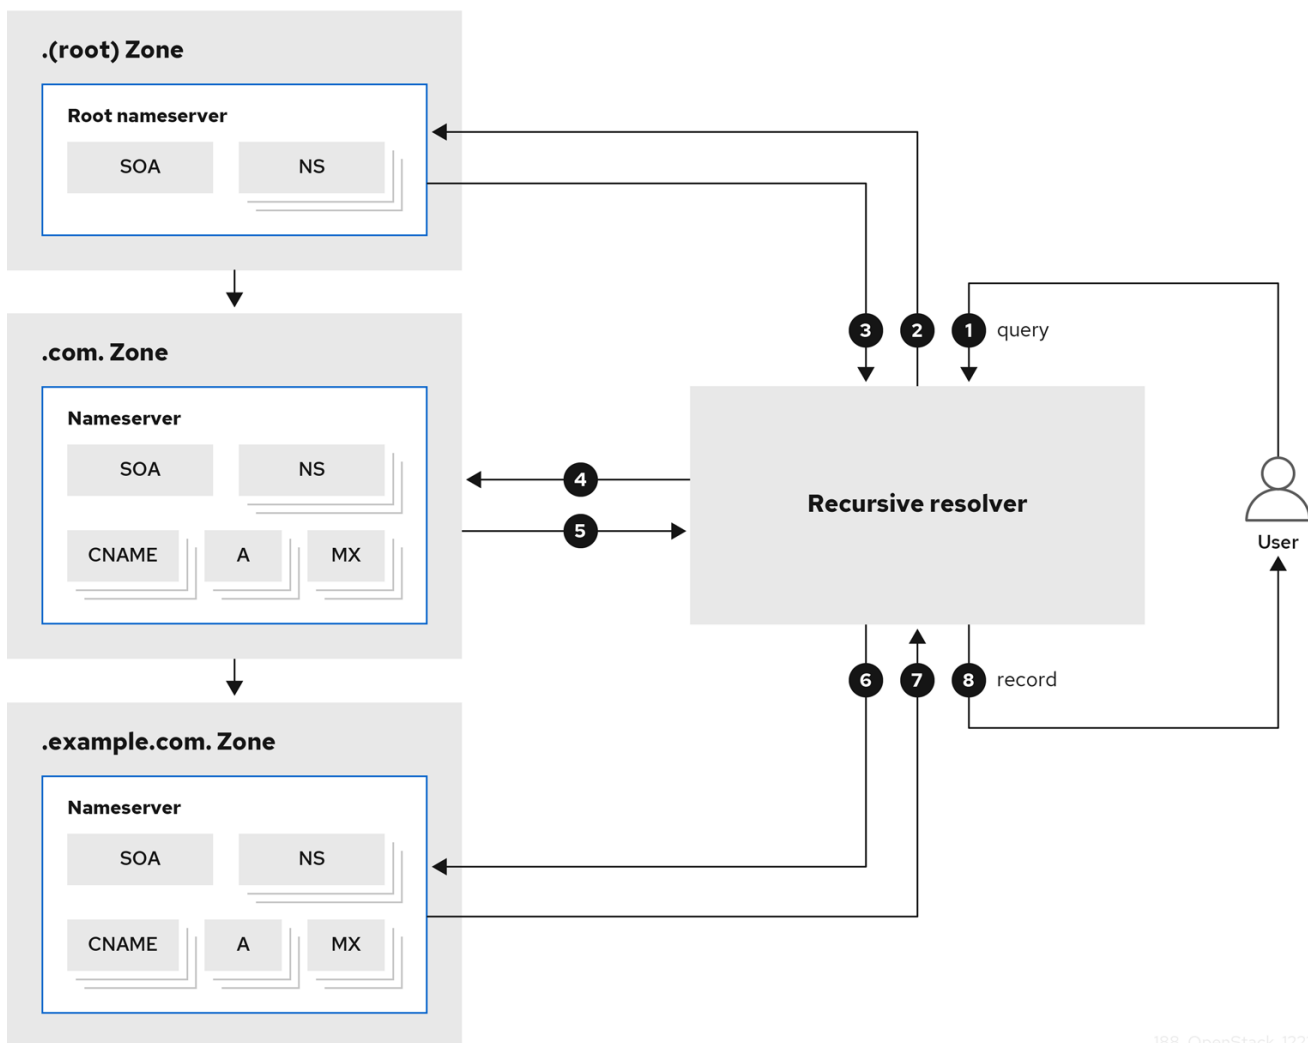 .(root) Zone
Root nameserver
SOA
NS
.com. Zone
Nameserver
SOA
NS
CNAME
A
MX
.example.com. Zone
Nameserver
SOA
NS
CNAME
A
MX
3
2
1
query
4
5
Recursive resolver
User
6
7
8
record